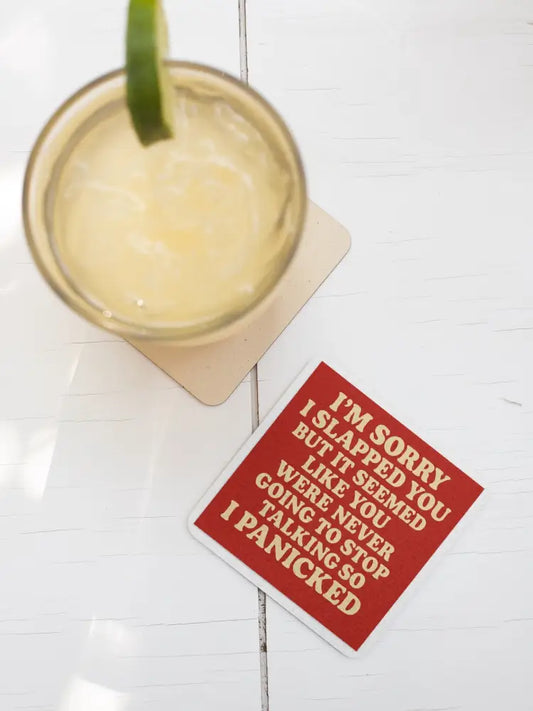 I'M SORRY
I SLAPPED YOU
BUT IT SEEMED
LIKE YOU
WERE NEVER
GOING TO STOP
TALKING SO
I PANICKED